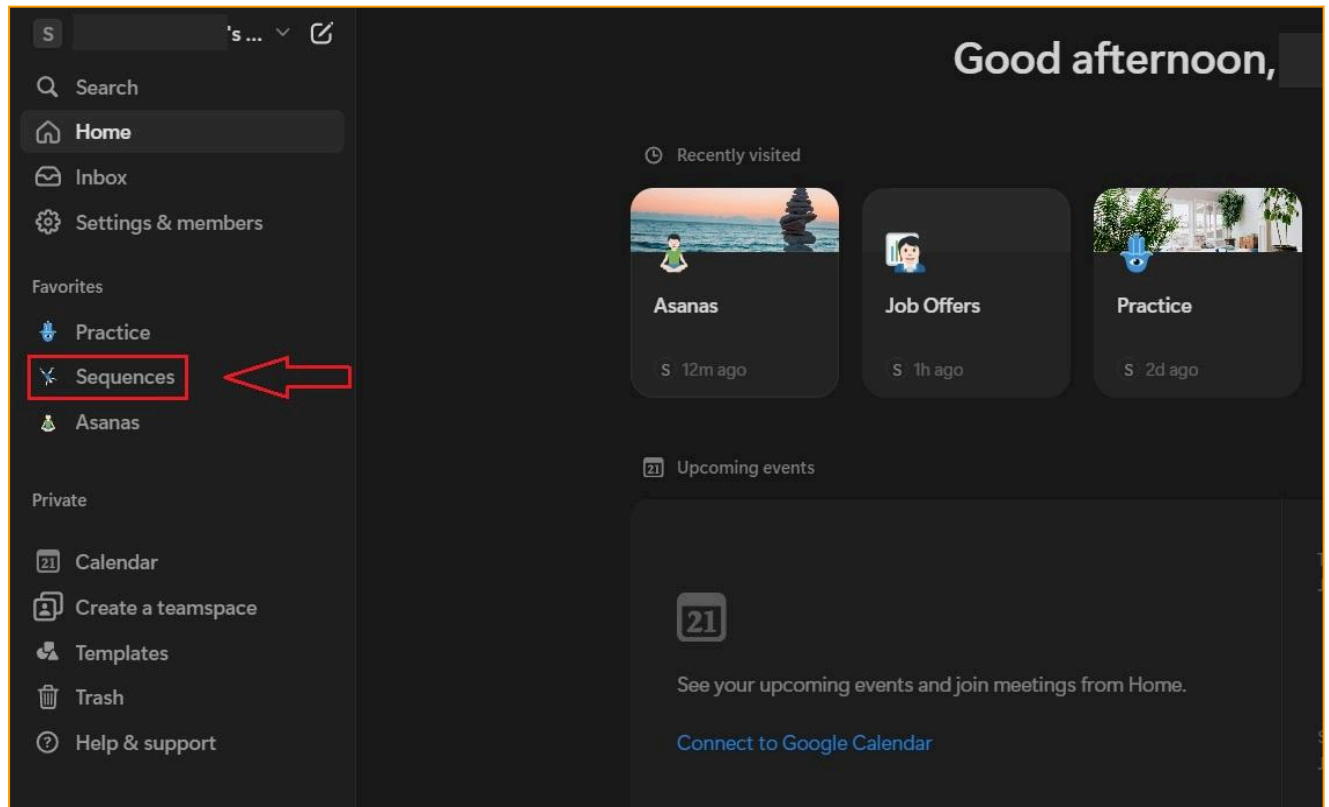 S 's ...
Search
Home
Inbox
Settings & members
Favorites
Practice
Sequences
Asanas
Private
21 Calendar
Create a teamspace
Templates
Trash
? Help & support
Good afternoon,
Recently visited
Asanas
S 12m ago
Job Offers
S 1h ago
Practice
S 2d ago
21 Upcoming events
21
See your upcoming events and join meetings from Home.
Connect to Google Calendar